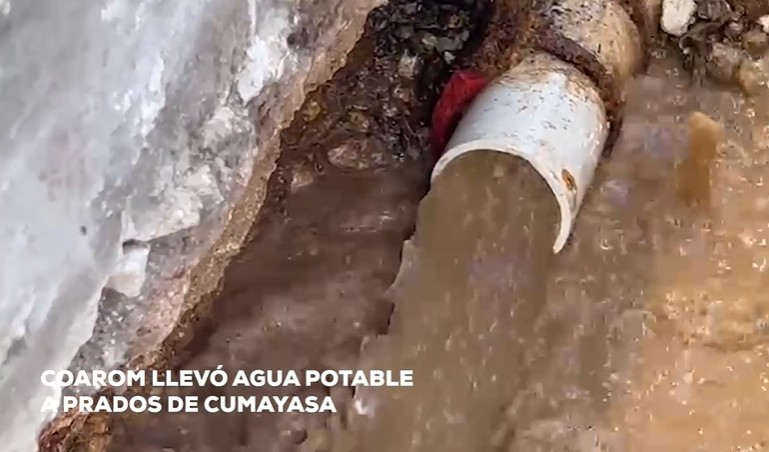 COAROM LLEVÓ AGUA POTABLE
A PRADOS DE CUMAYASA